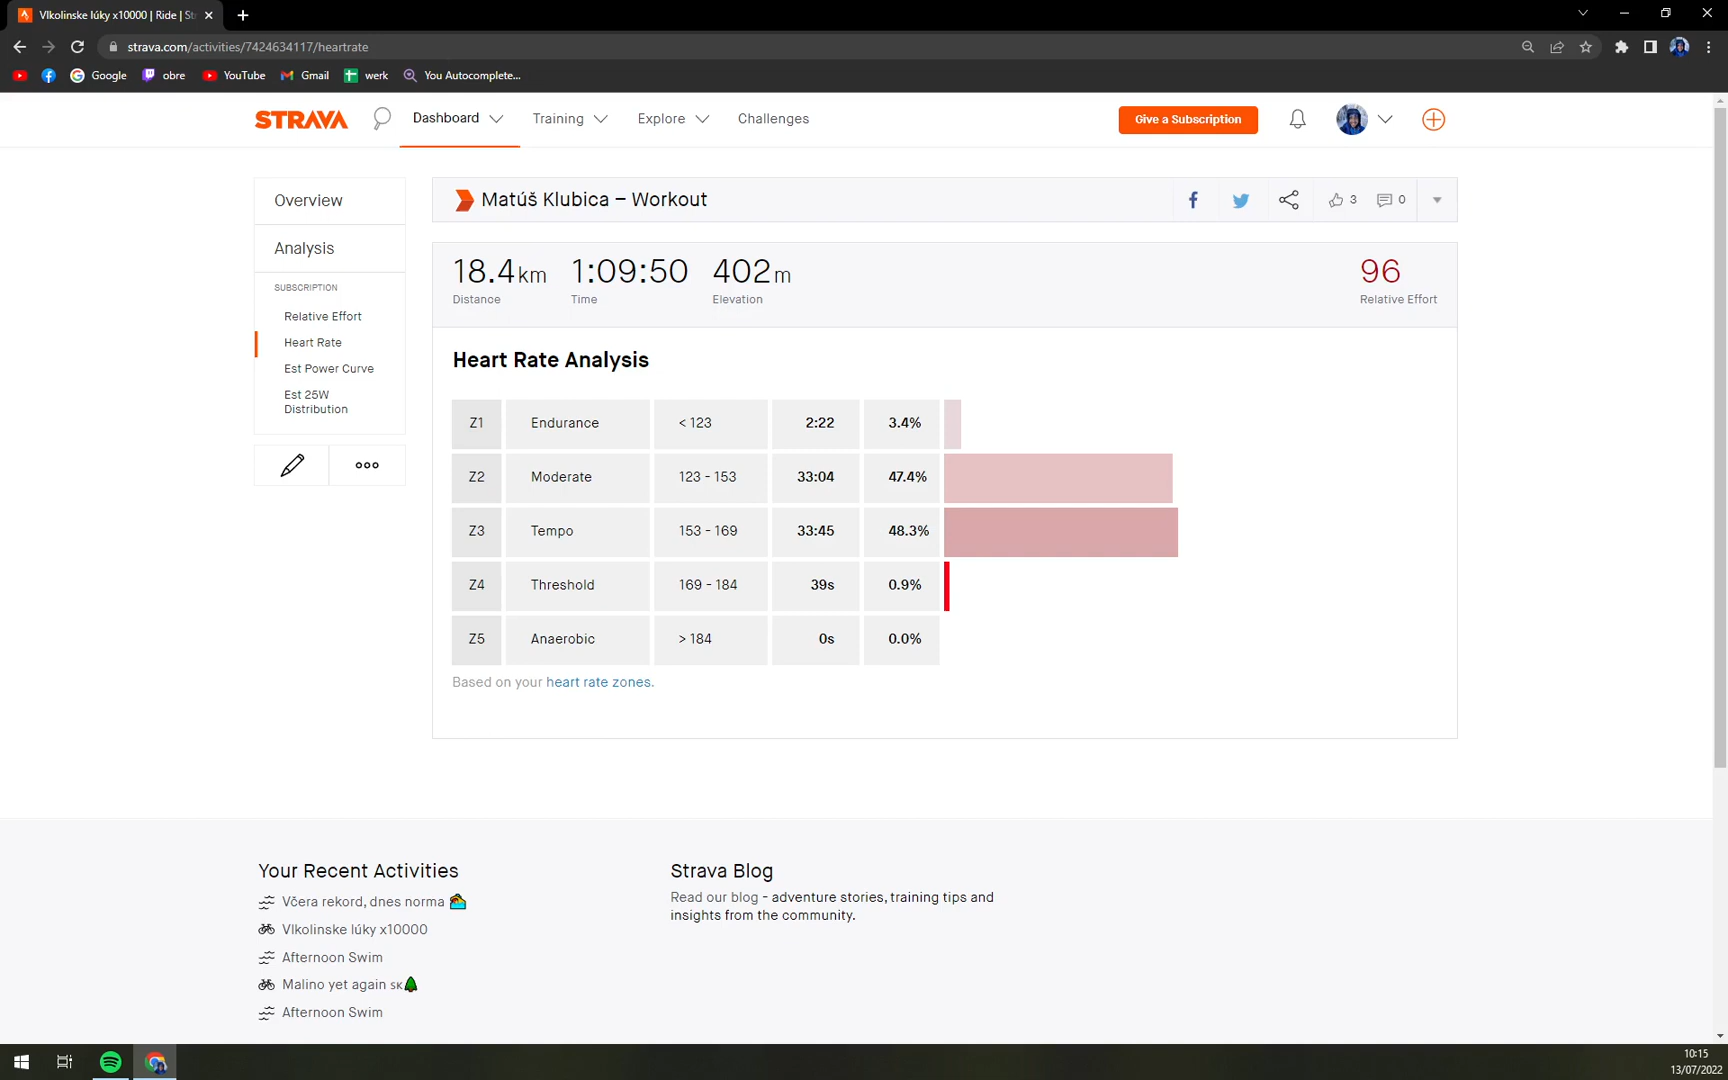 Vlkolinske lúky x10000 | Ride | St
strava.com/activities/7424634117/heartrate
Google
obre
YouTube
Gmail
werk
You Autocomplete...
STRAVA
Dashboard
Training
Explore
Challenges
Give a Subscription
Overview
Analysis
SUBSCRIPTION
Relative Effort
Heart Rate
Est Power Curve
Est 25W
Distribution
Matúš Klubica – Workout
3
0
18.4km 1:09:50 402m
Distance Time Elevation
96
Relative Effort
Heart Rate Analysis
Z1 Endurance < 123 2:22 3.4%
Z2 Moderate 123 - 153 33:04 47.4%
Z3 Tempo 153 - 169 33:45 48.3%
Z4 Threshold 169 - 184 39s 0.9%
Z5 Anaerobic > 184 0s 0.0%
Based on your heart rate zones.
Your Recent Activities
Včera rekord, dnes norma
Vlkolinske lúky x10000
Afternoon Swim
Malino yet again SK
Afternoon Swim
Strava Blog
Read our blog - adventure stories, training tips and
insights from the community.
10:15
13/07/2022